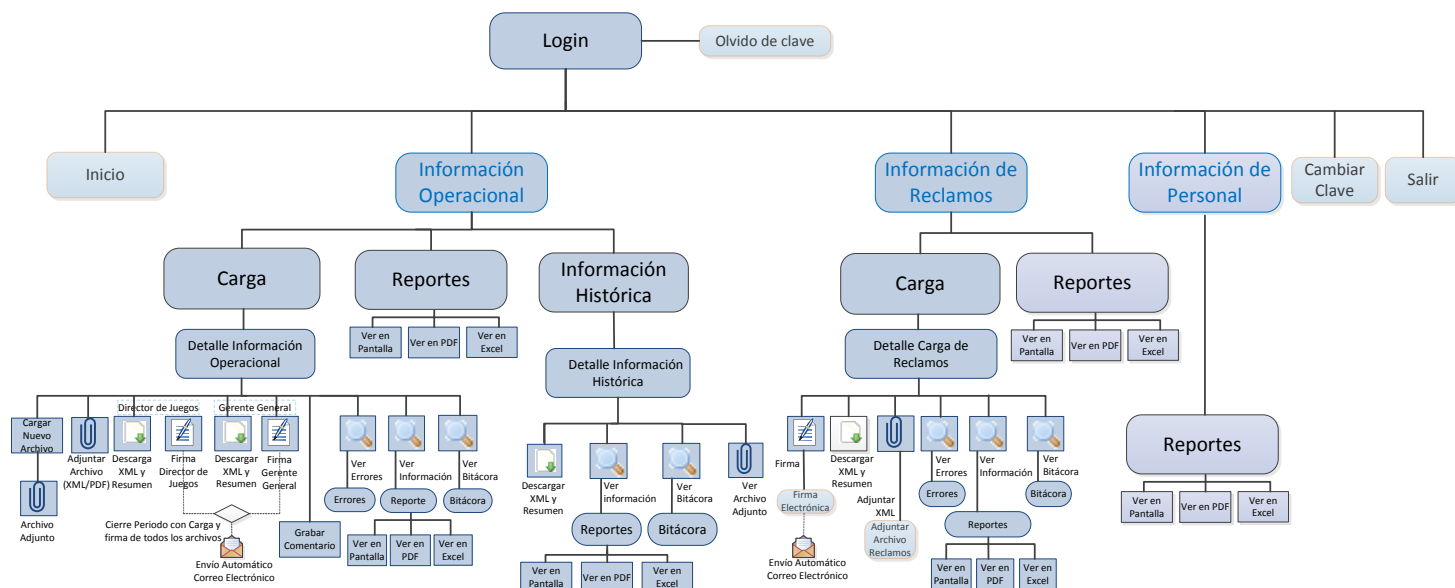 Login
Olvido de clave
Inicio
Información
Operacional
Información de
Reclamos
Información de
Personal
Cambiar
Clave
Salir
Carga
Reportes
Información
Histórica
Carga
Reportes
Ver en
Pantalla
Ver en PDF
Ver en
Excel
Ver en
Pantalla
Ver en PDF
Ver en
Excel
Detalle Información
Operacional
Detalle Información
Histórica
Detalle Carga de
Reclamos
Director de Juegos
Gerente General
Cargar
Nuevo
Archivo
Adjuntar
Archivo
(XML/PDF)
Descarga
XML y
Resumen
Firma
Director de
Juegos
Descargar
XML y
Resumen
Firma
Gerente
General
Ver
Errores
Ver
Información
Ver
Bitácora
Errores
Reporte
Bitácora
Archivo
Adjunto
Cierre Periodo con Carga y
firma de todos los archivos
Grabar
Comentario
Ver en
Pantalla
Ver en
PDF
Ver en
Excel
Envío Automático
Correo Electrónico
Descargar
XML y
Resumen
Ver
información
Ver
Bitácora
Ver
Archivo
Adjunto
Reportes
Bitácora
Ver en
Pantalla
Ver en PDF
Ver en
Excel
Firma
Descargar
XML y
Resumen
Adjuntar
XML
Ver
Errores
Ver
Información
Ver
Bitácora
Firma
Electrónica
Adjuntar
Archivo
Reclamos
Errores
Bitácora
Reportes
Envío Automático
Correo Electrónico
Ver en
Pantalla
Ver en
PDF
Ver en
Excel
Reportes
Ver en
Pantalla
Ver en PDF
Ver en
Excel